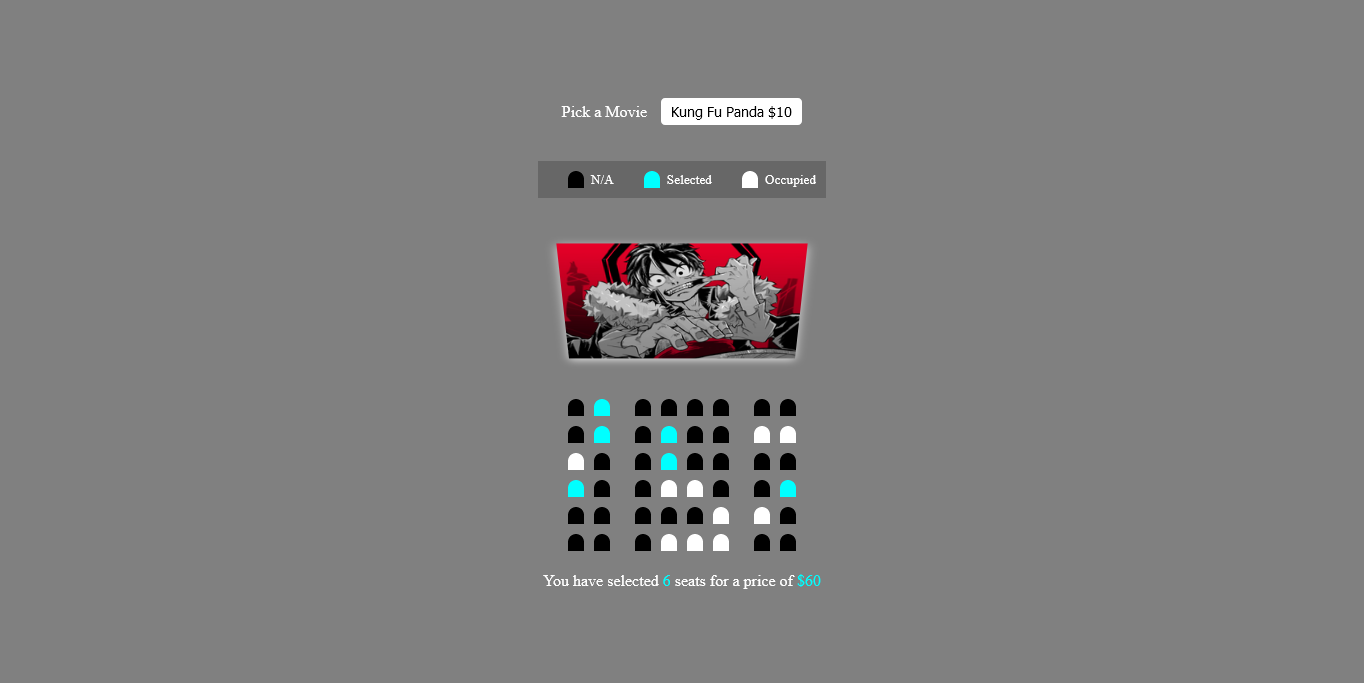 Pick a Movie Kung Fu Panda $10
N/A Selected Occupied
You have selected 6 seats for a price of $60